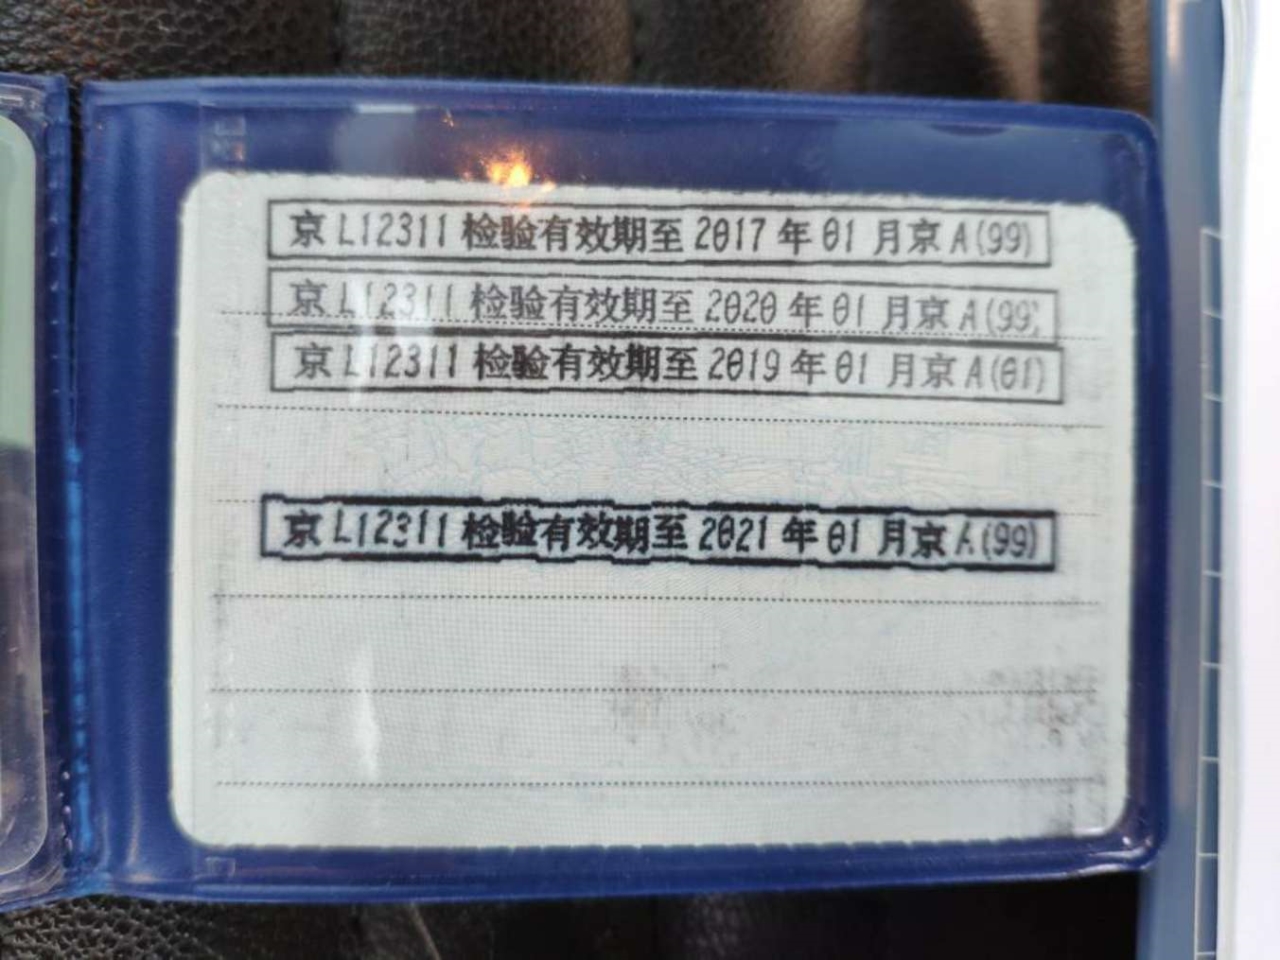 京 L12311 检验有效期至 2017 年 01 月京 A(99)
京 L12311 检验有效期至 2020 年 01 月京 A(99)
京 L12311 检验有效期至 2019 年 01 月京 A(01)
京 L12311 检验有效期至 2021 年 01 月京 A(99)